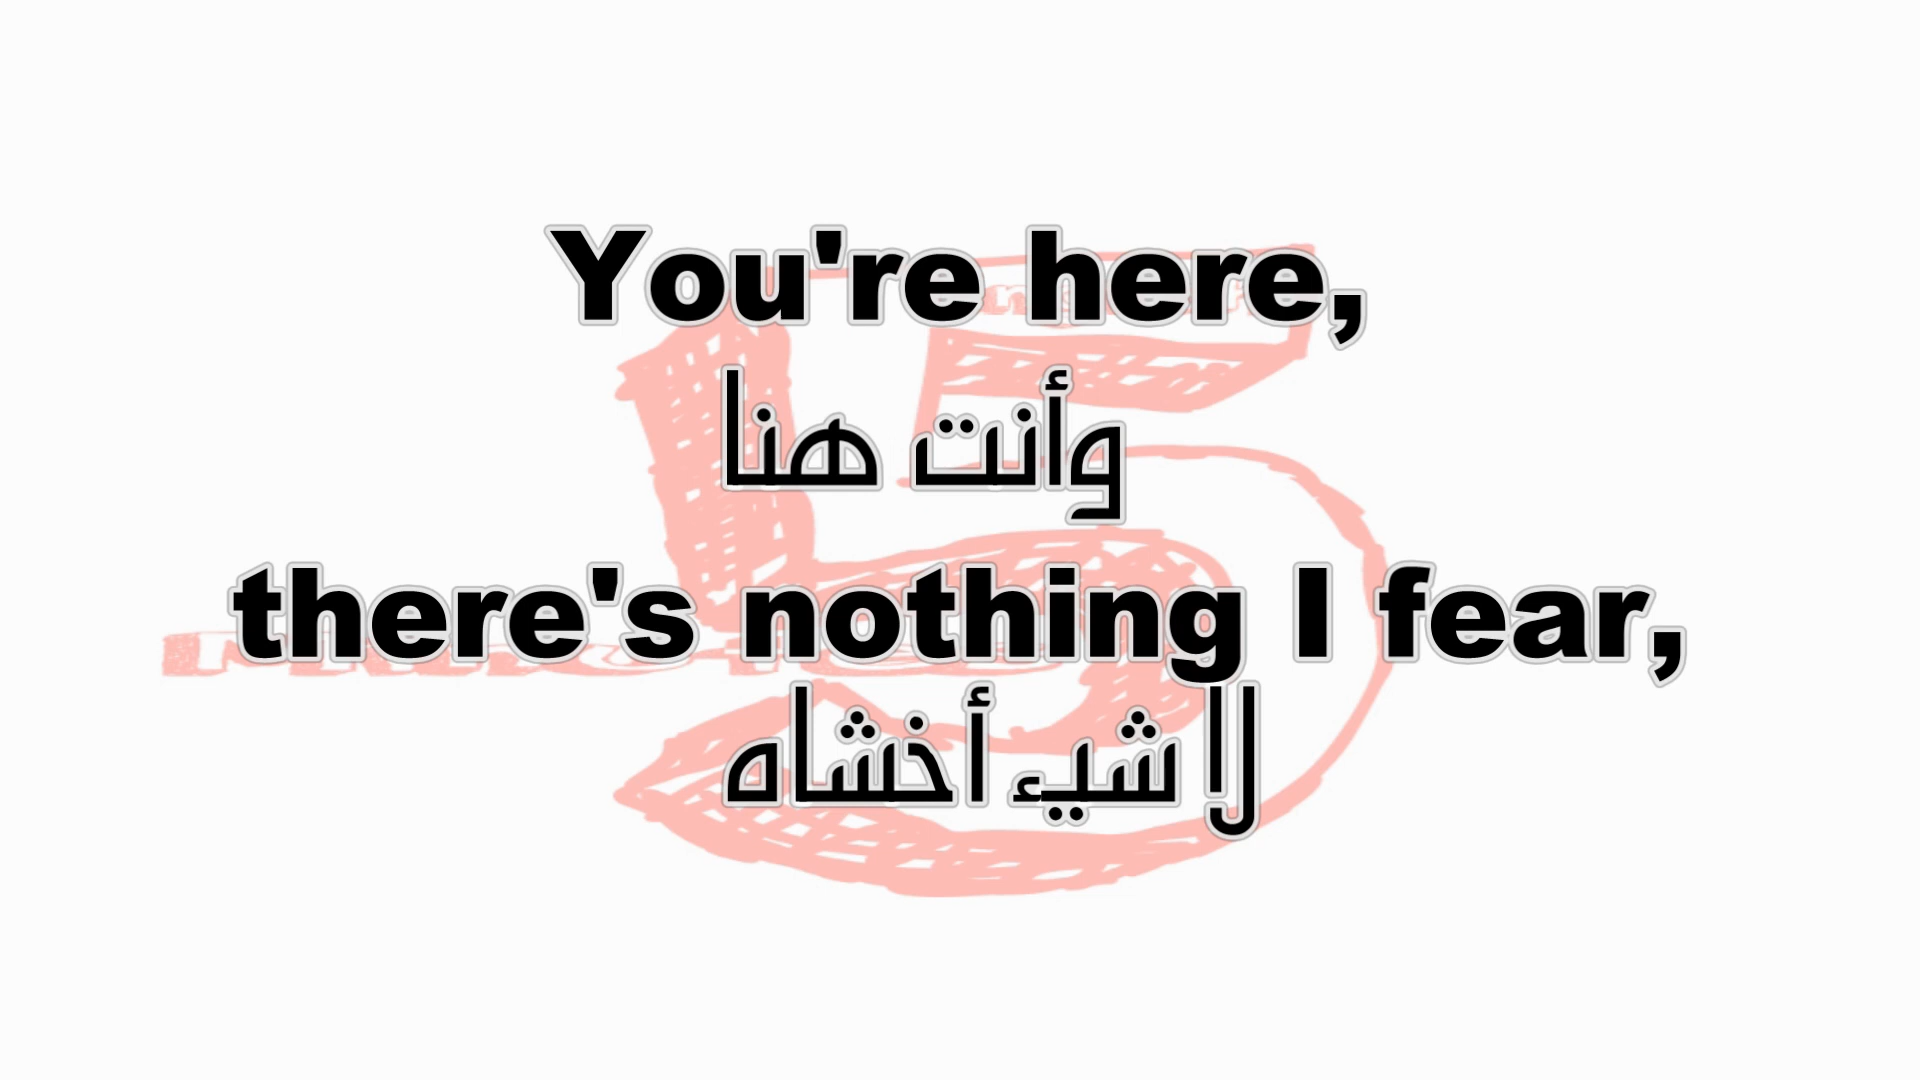 You're here,
وأنت هنا
there's nothing I fear,
لا شيء أخشاه